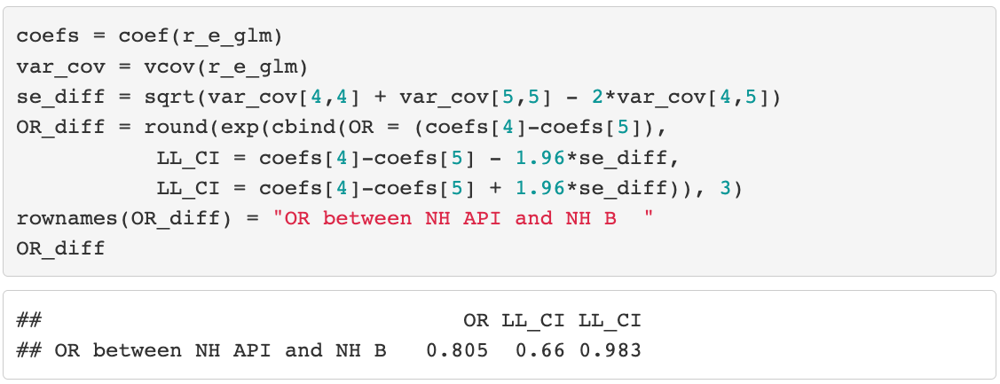 coefs = coef(r_e_glm)
var_cov = vcov(r_e_glm)
se_diff = sqrt(var_cov[4,4] + var_cov[5,5] - 2*var_cov[4,5])
OR_diff = round(exp(cbind(OR = (coefs[4]-coefs[5]),
           LL_CI = coefs[4]-coefs[5] - 1.96*se_diff,
           LL_CI = coefs[4]-coefs[5] + 1.96*se_diff)), 3)
rownames(OR_diff) = "OR between NH API and NH B  "
OR_diff
##                                 OR LL_CI LL_CI
## OR between NH API and NH B   0.805  0.66 0.983